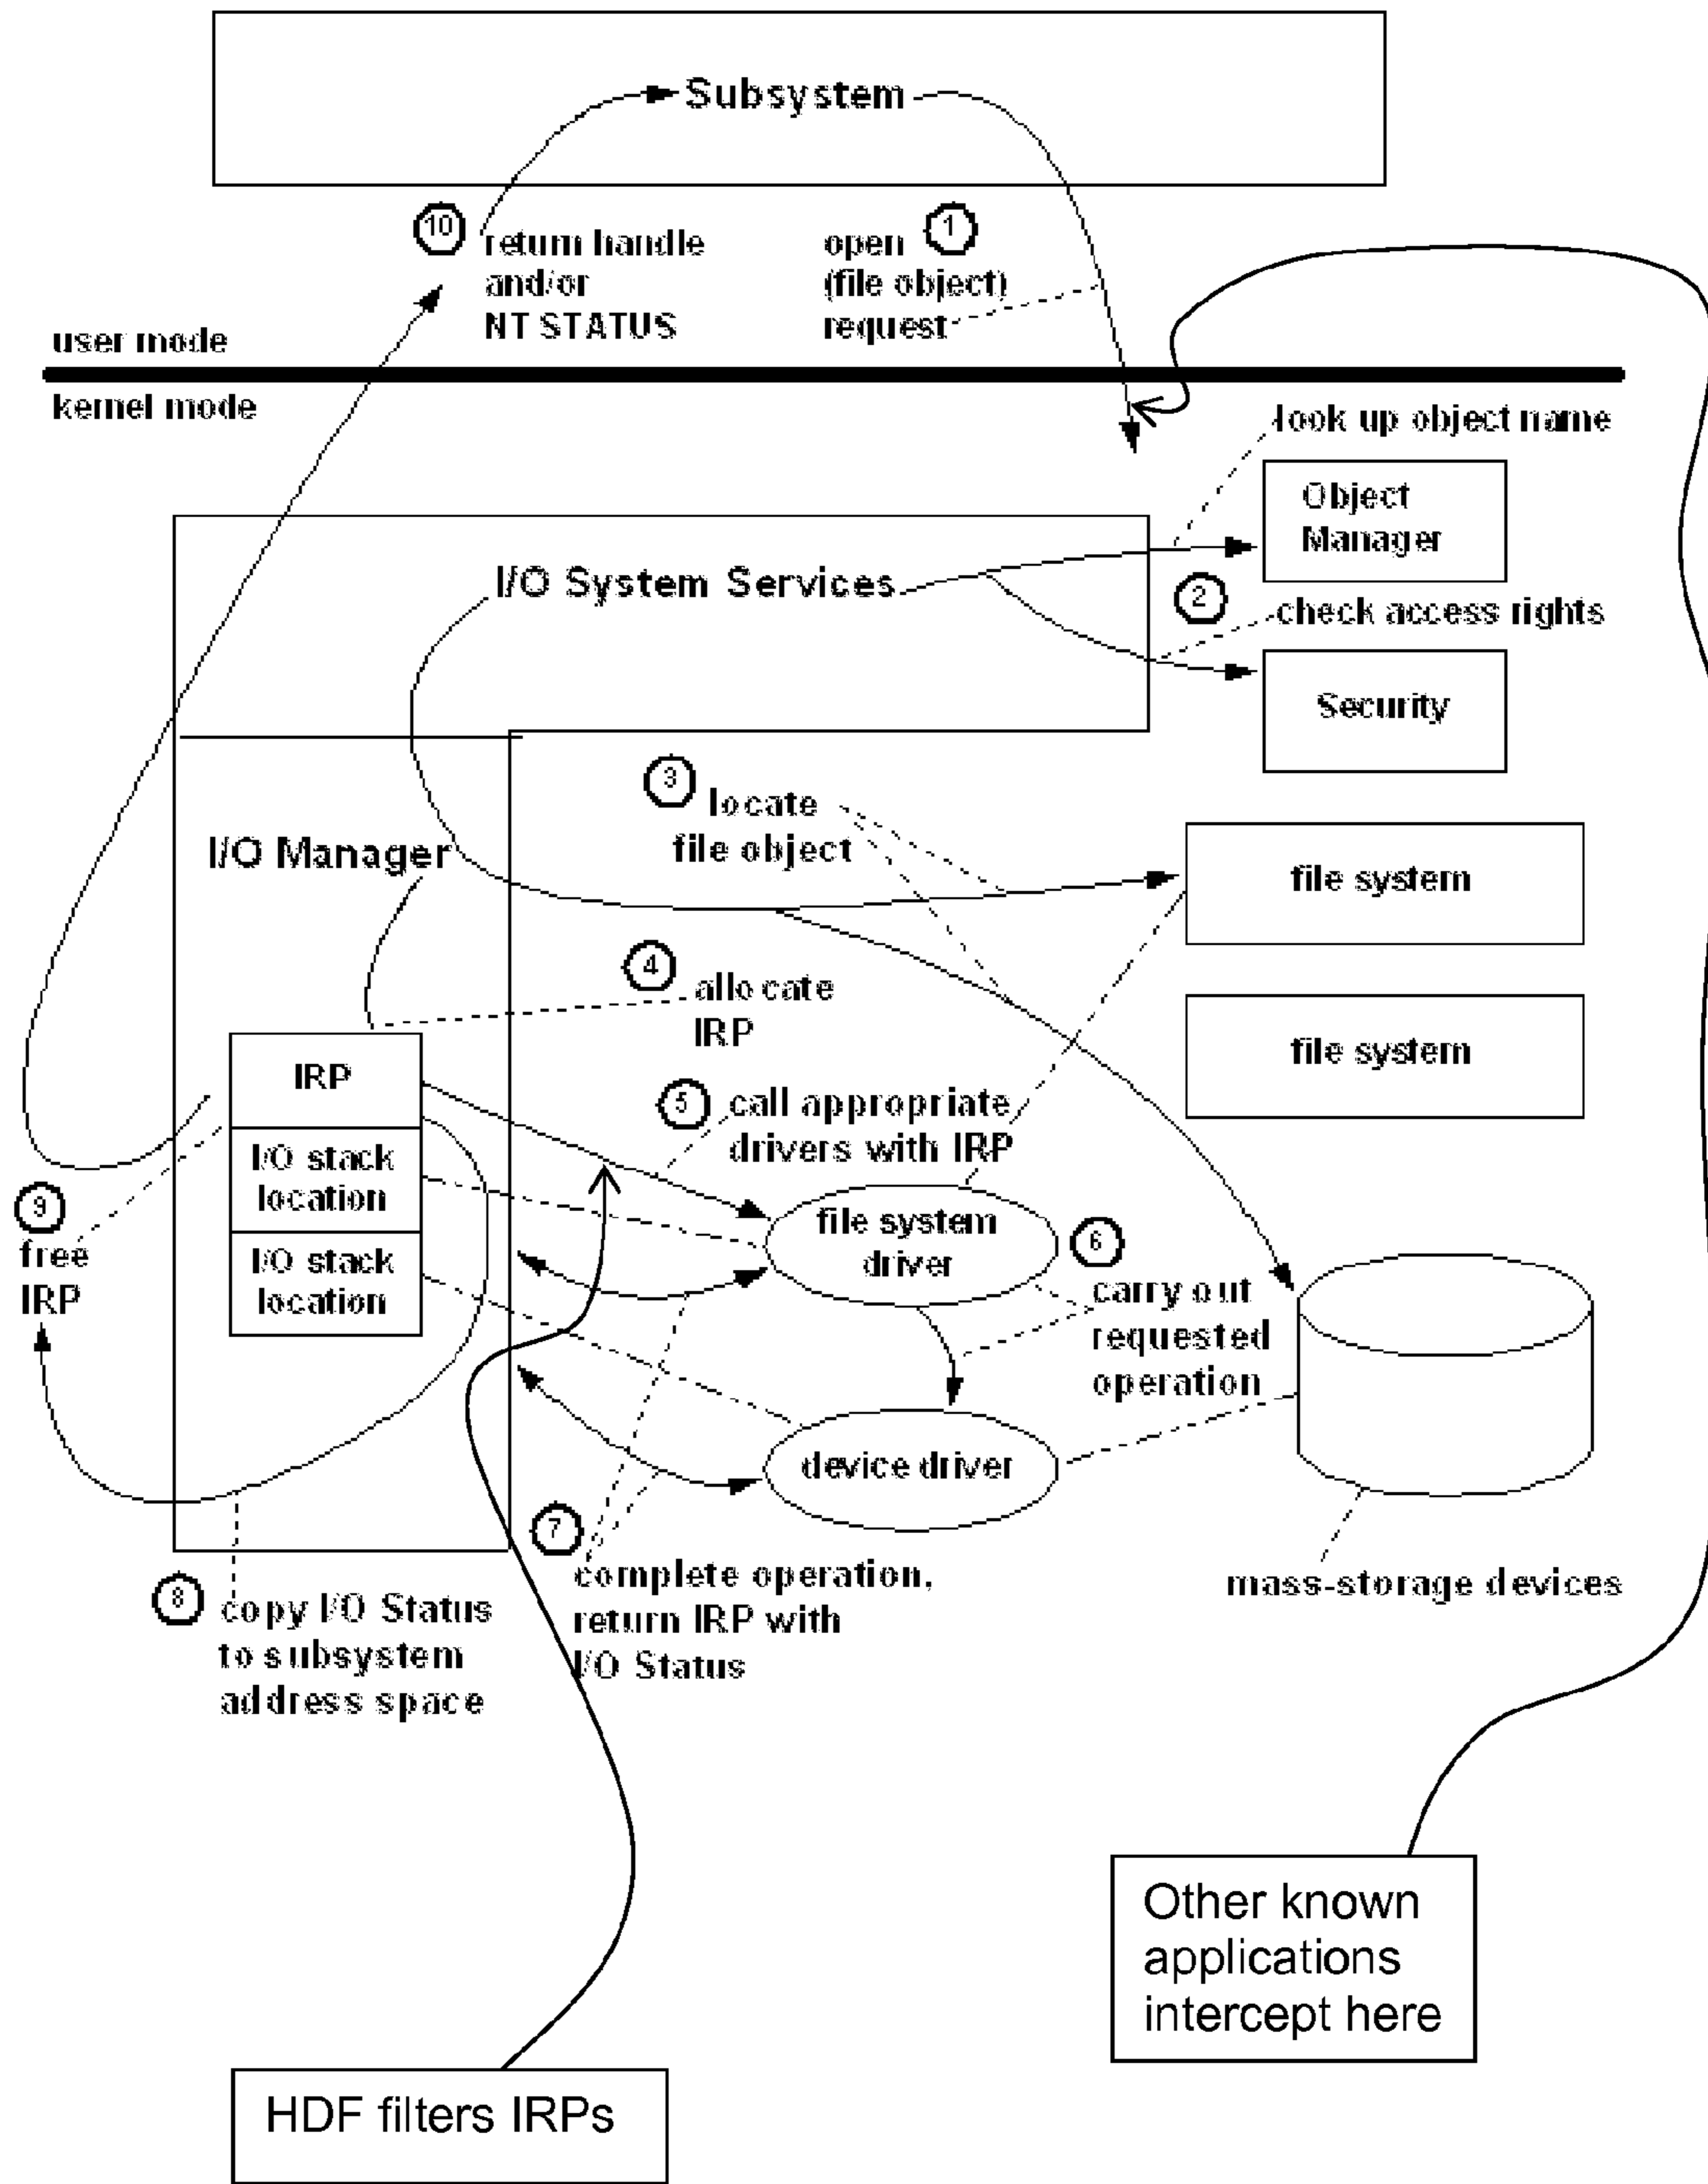 Subsystem
10
return handle
and/or
NT STATUS
1
open
(file object)
request
user mode
kernel mode
look up object name
Object
Manager
I/O System Services
2
check access rights
Security
3
locate
file object
I/O Manager
file system
4
allocate
IRP
file system
IRP
5
call appropriate
drivers with IRP
I/O stack
location
9
free
IRP
I/O stack
location
file system
driver
6
carry out
requested
operation
device driver
7
complete operation,
return IRP with
I/O Status
mass-storage devices
8
copy I/O Status
to subsystem
address space
Other known
applications
intercept here
HDF filters IRPs